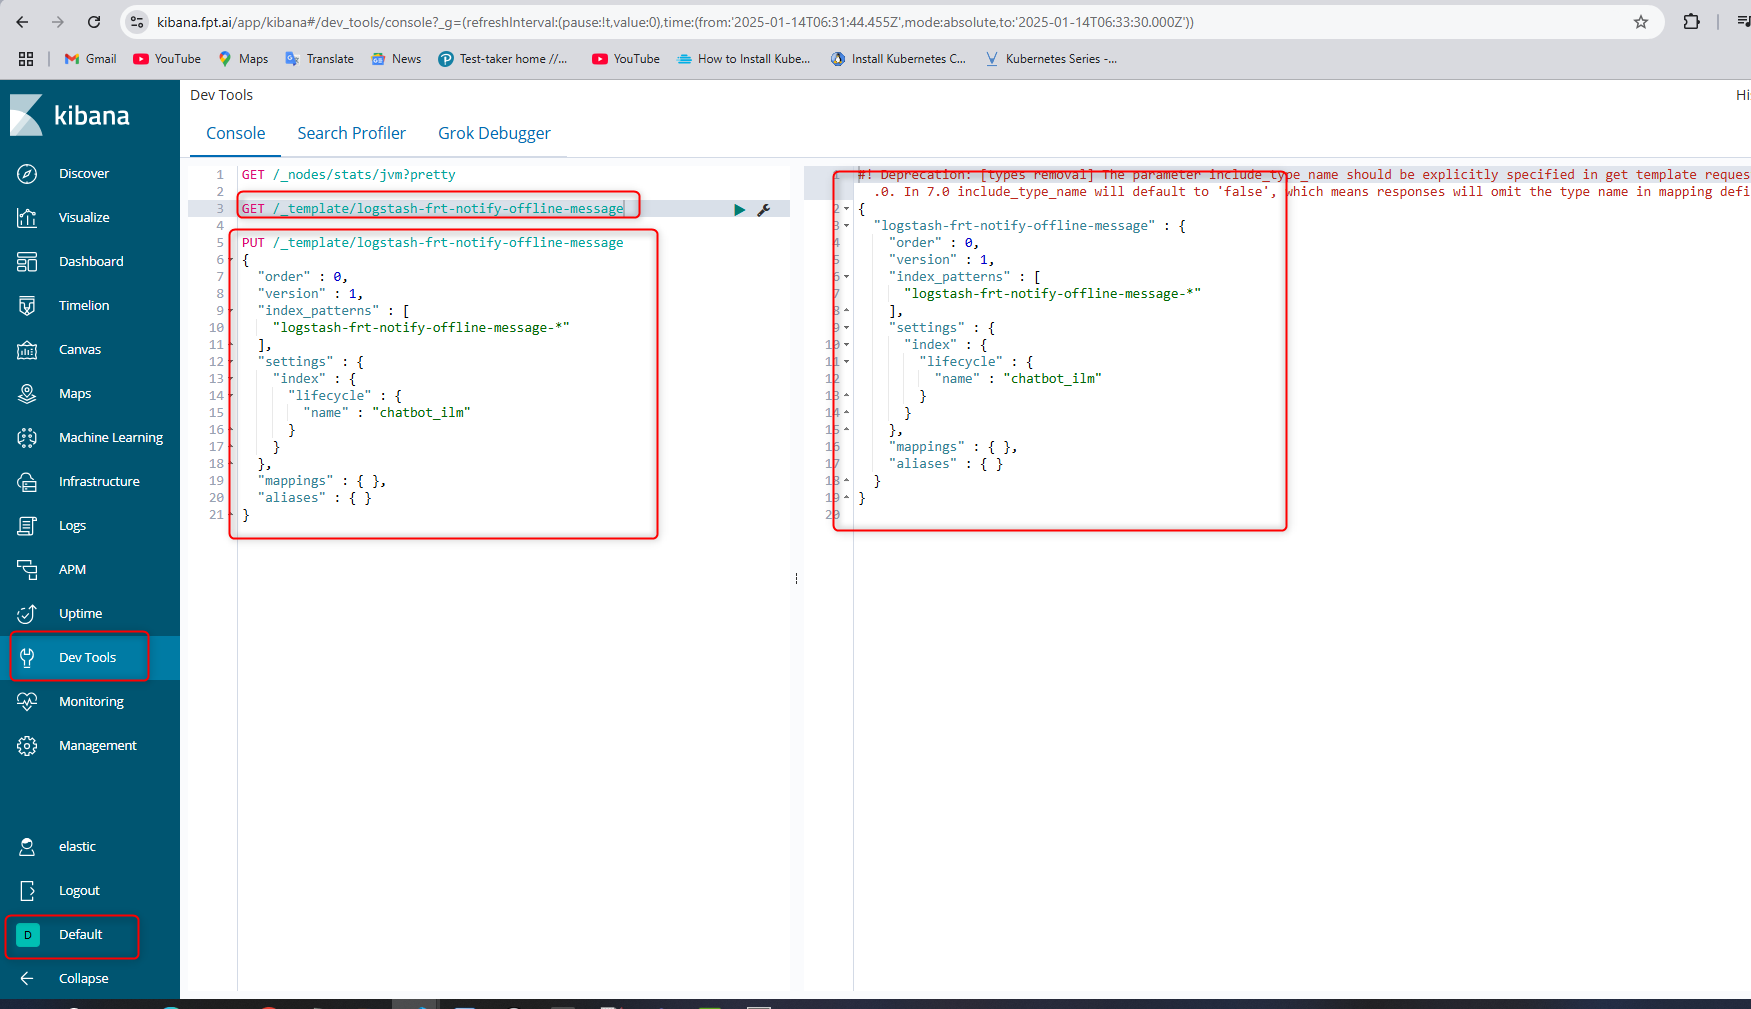 kibana.fpt.ai/app/kibana#/dev_tools/console?_g=(refreshInterval:(pause:!t,value:0),time:(from:'2025-01-14T06:31:44.455Z',mode:absolute,to:'2025-01-14T06:33:30.000Z'))
Gmail YouTube Maps Translate News Test-taker home //... YouTube How to Install Kube... Install Kubernetes C... Kubernetes Series -...
kibana
Discover
Visualize
Dashboard
Timelion
Canvas
Maps
Machine Learning
Infrastructure
Logs
APM
Uptime
Dev Tools
Monitoring
Management
elastic
Logout
D Default
Collapse
Dev Tools
Console Search Profiler Grok Debugger
1 GET /_nodes/stats/jvm?pretty
2
3 GET /_template/logstash-frt-notify-offline-message
4
5 PUT /_template/logstash-frt-notify-offline-message
6 {
7 "order" : 0,
8 "version" : 1,
9 "index_patterns" : [
10 "logstash-frt-notify-offline-message-*"
11 ],
12 "settings" : {
13 "index" : {
14 "lifecycle" : {
15 "name" : "chatbot_ilm"
16 }
17 }
18 },
19 "mappings" : { },
20 "aliases" : { }
21 }
1 #! Deprecation: [types removal] The parameter include_type_name should be explicitly specified in get template reques
.0. In 7.0 include_type_name will default to 'false', which means responses will omit the type name in mapping defi
2 {
3 "logstash-frt-notify-offline-message" : {
4 "order" : 0,
5 "version" : 1,
6 "index_patterns" : [
7 "logstash-frt-notify-offline-message-*"
8 ],
9 "settings" : {
10 "index" : {
11 "lifecycle" : {
12 "name" : "chatbot_ilm"
13 }
14 }
15 },
16 "mappings" : { },
17 "aliases" : { }
18 }
19 }
20